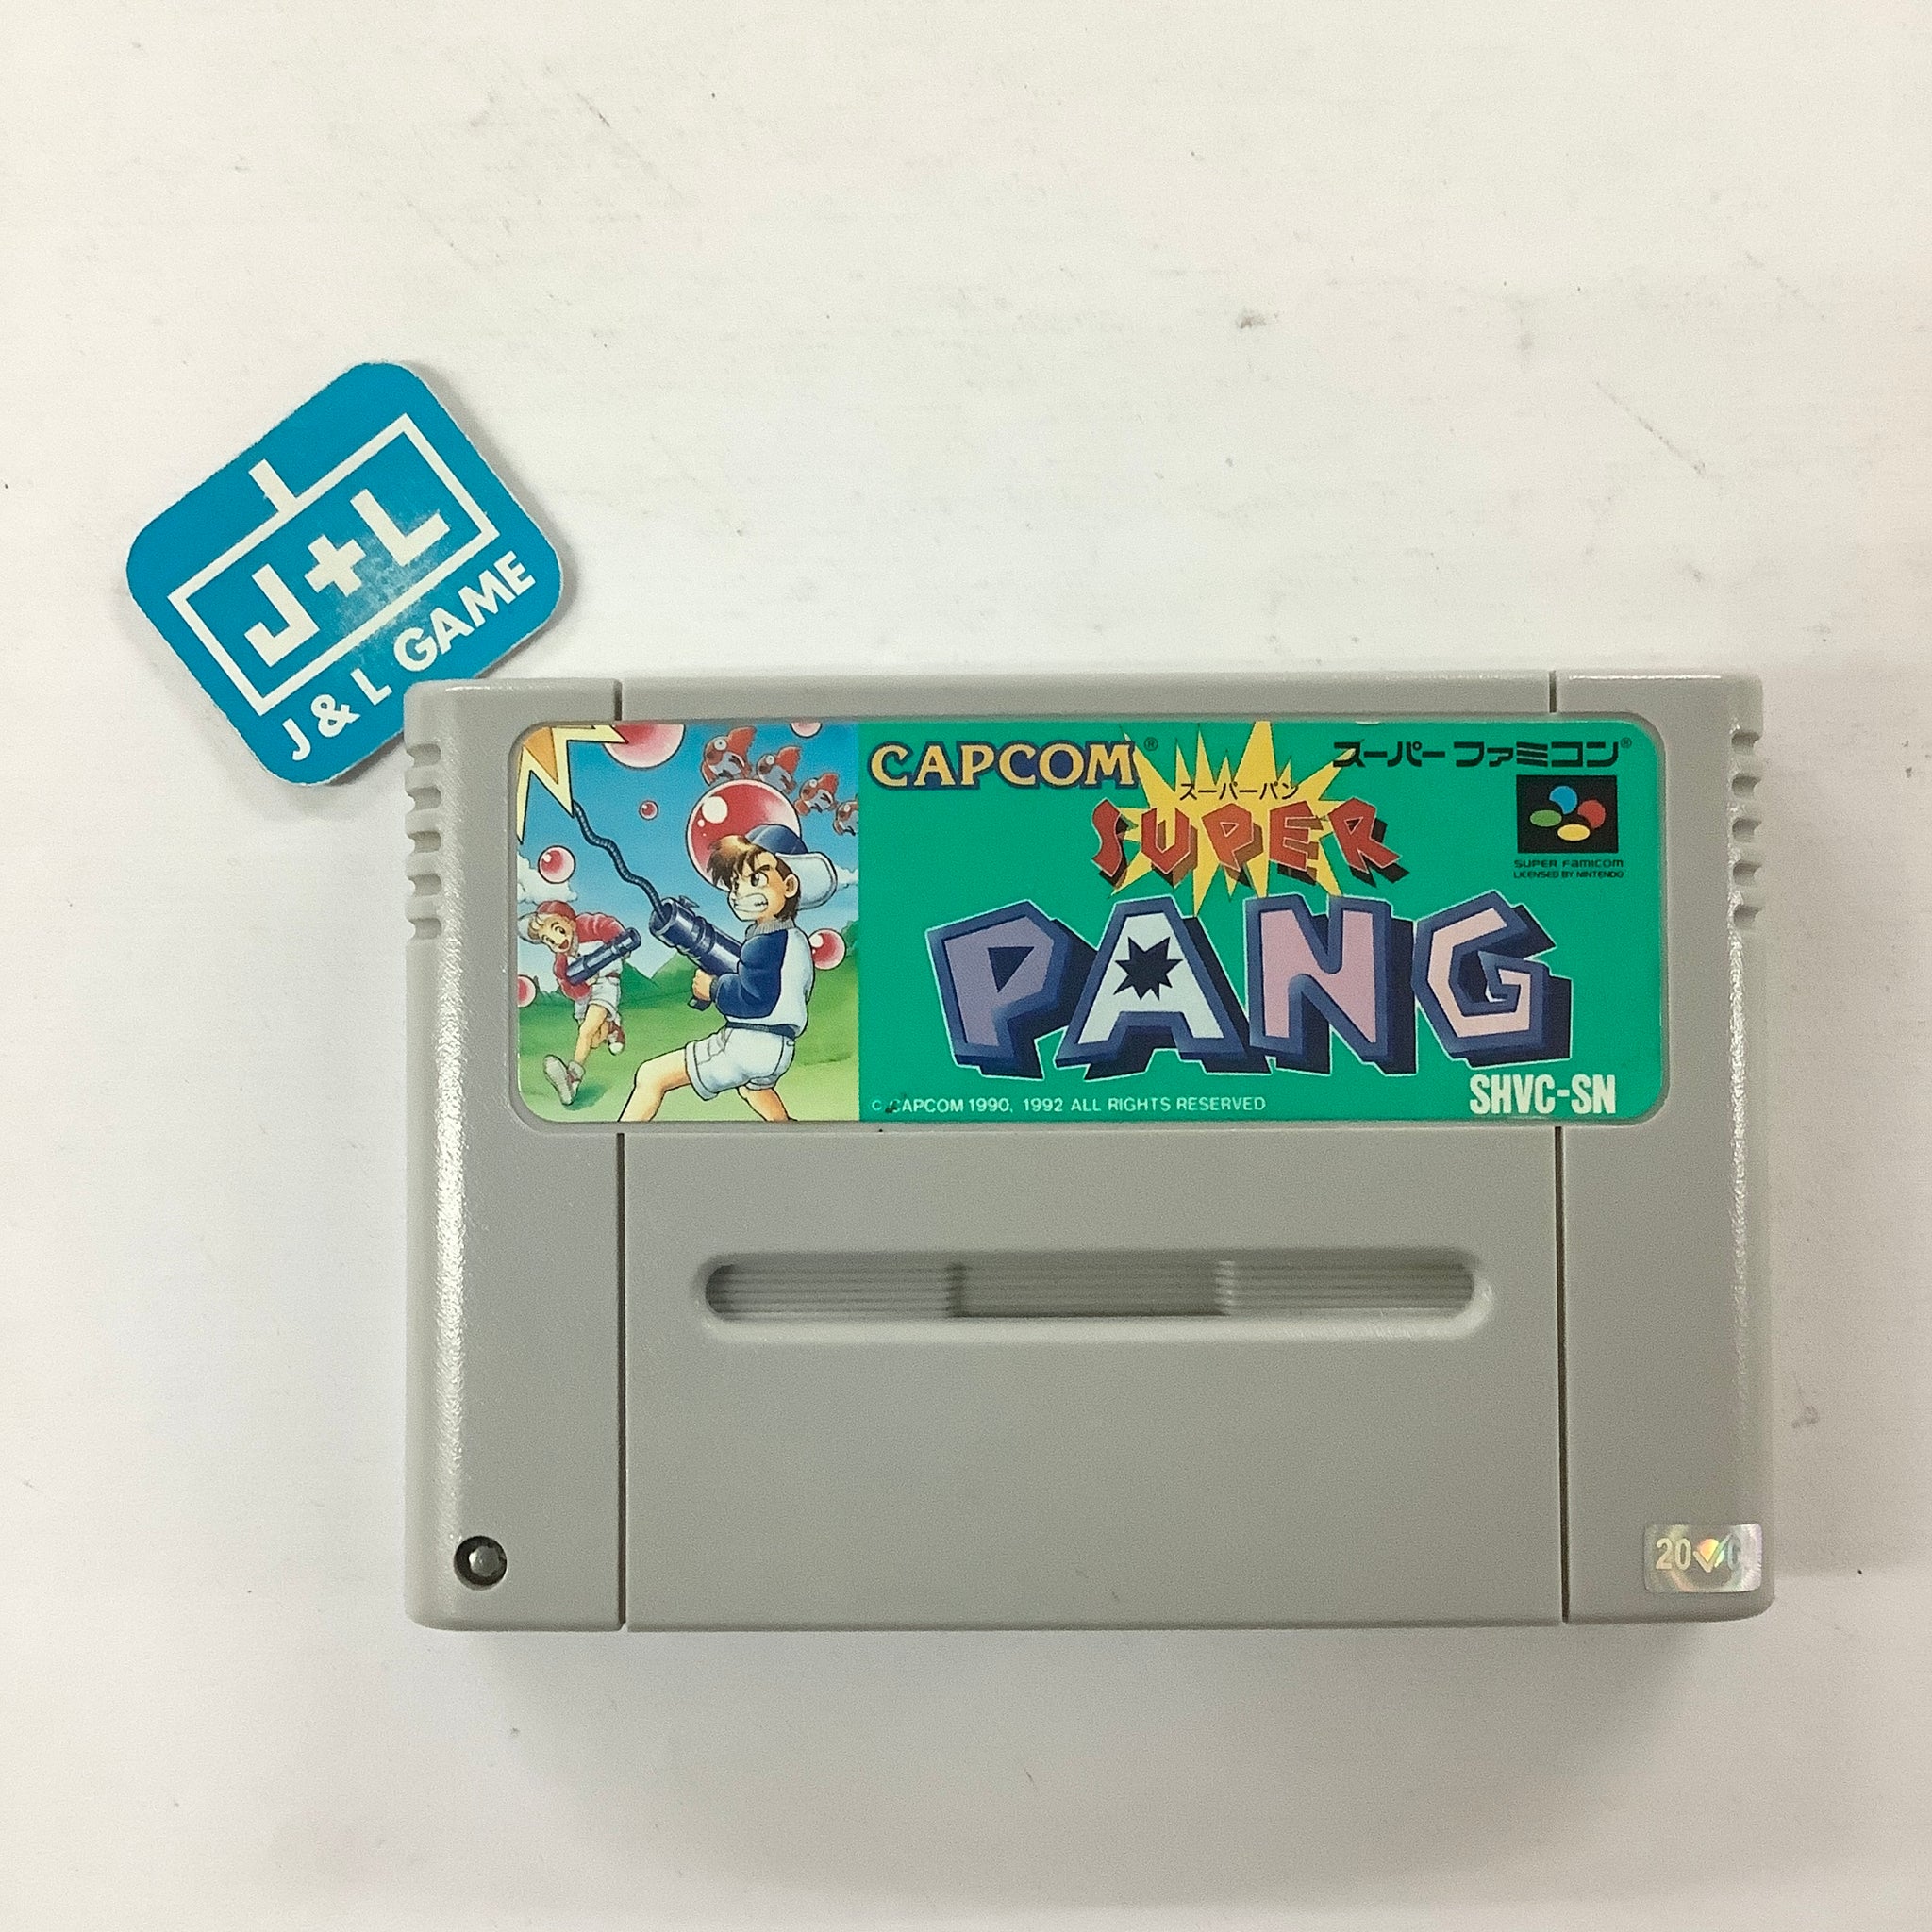 J+L
J & L GAME
CAPCOM®
スーパーファミコン®
スーパーパン
SUPER
PANG
SUPER FAMICOM
LICENSED BY NINTENDO
© CAPCOM 1990, 1992 ALL RIGHTS RESERVED
SHVC-SN
20